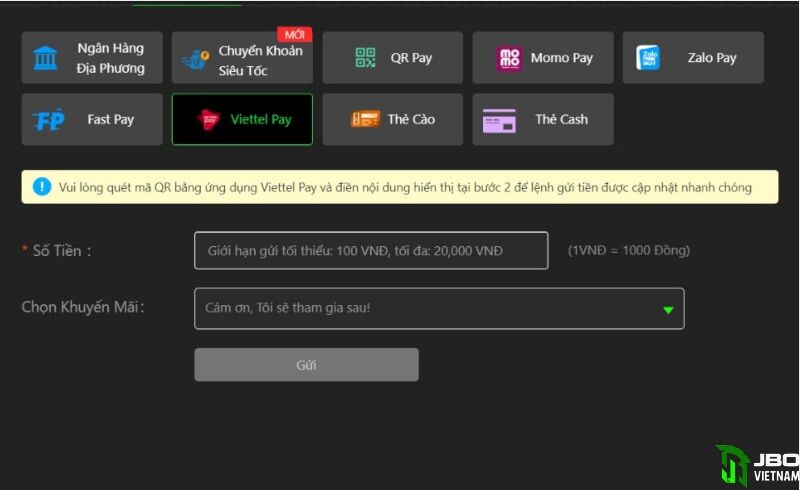 MỚI
Ngân Hàng
Địa Phương
Chuyển Khoản
Siêu Tốc
QR Pay
mo
mo
Momo Pay
Zalo
Zalo Pay
FP
Fast Pay
pay
Viettel Pay
Thẻ Cào
Thẻ Cash
! Vui lòng quét mã QR bằng ứng dụng Viettel Pay và điền nội dung hiển thị tại bước 2 để lệnh gửi tiền được cập nhật nhanh chóng
* Số Tiền :
Giới hạn gửi tối thiểu: 100 VNĐ, tối đa: 20,000 VNĐ
(1VNĐ = 1000 Đồng)
Chọn Khuyến Mãi:
Cảm ơn, Tôi sẽ tham gia sau!
Gửi
JBO
VIETNAM